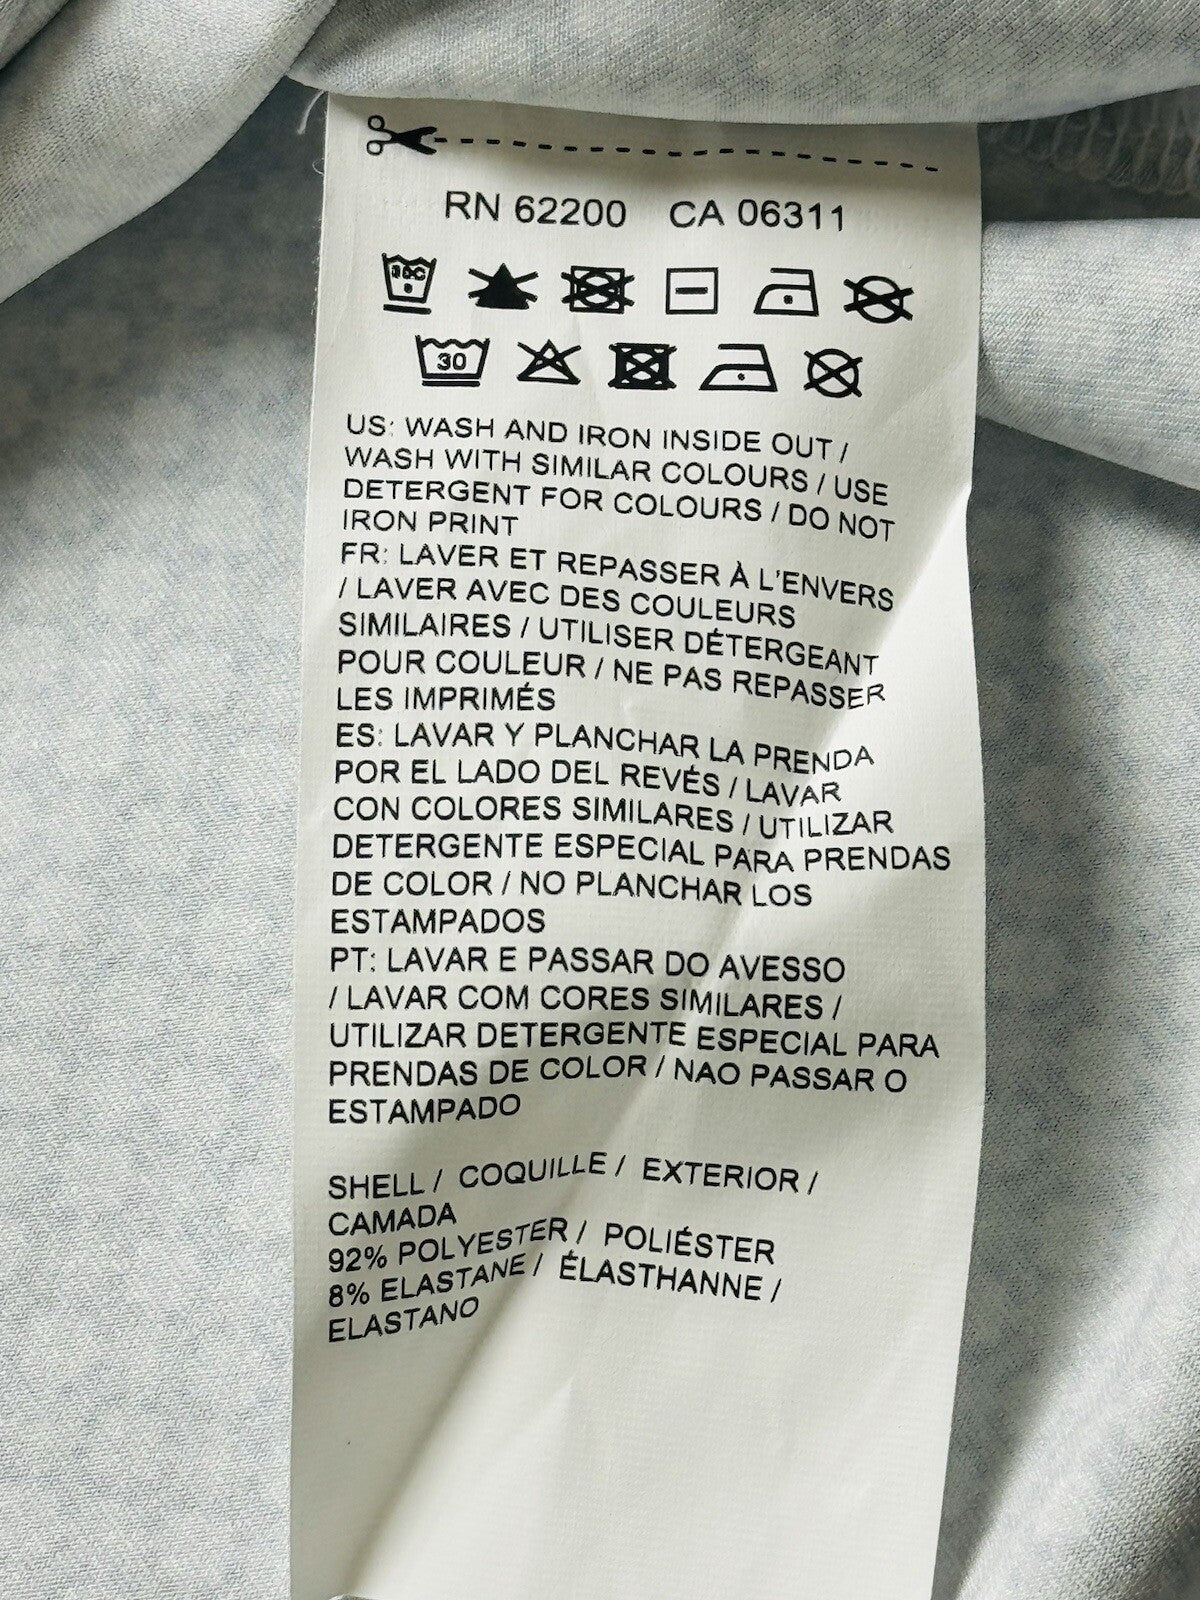 RN 62200 CA 06311
30C
30
US: WASH AND IRON INSIDE OUT /
WASH WITH SIMILAR COLOURS / USE
DETERGENT FOR COLOURS / DO NOT
IRON PRINT
FR: LAVER ET REPASSER À L'ENVERS
/ LAVER AVEC DES COULEURS
SIMILAIRES / UTILISER DÉTERGEANT
POUR COULEUR / NE PAS REPASSER
LES IMPRIMÉS
ES: LAVAR Y PLANCHAR LA PRENDA
POR EL LADO DEL REVÉS / LAVAR
CON COLORES SIMILARES / UTILIZAR
DETERGENTE ESPECIAL PARA PRENDAS
DE COLOR / NO PLANCHAR LOS
ESTAMPADOS
PT: LAVAR E PASSAR DO AVESSO
/ LAVAR COM CORES SIMILARES /
UTILIZAR DETERGENTE ESPECIAL PARA
PRENDAS DE COLOR / NAO PASSAR O
ESTAMPADO
SHELL / COQUILLE / EXTERIOR /
CAMADA
92% POLYESTER / POLIÉSTER
8% ELASTANE / ÉLASTHANNE /
ELASTANO